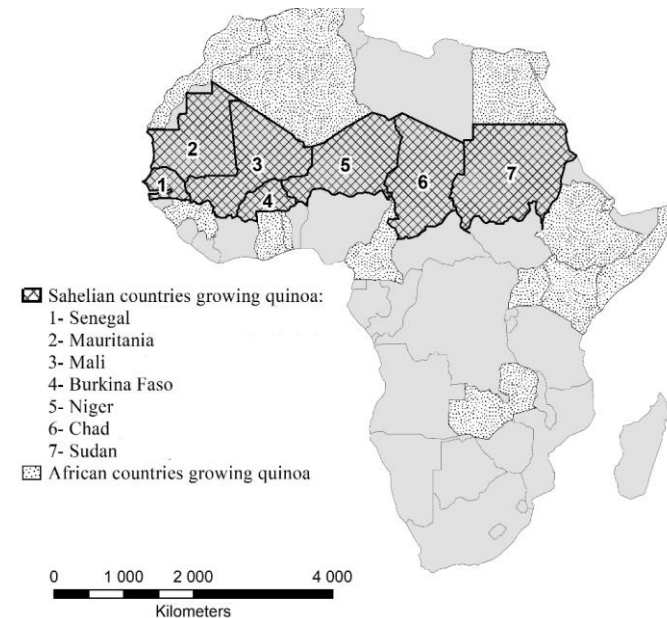 2
3
5
7
1
6
4
Sahelian countries growing quinoa:
1- Senegal
2- Mauritania
3- Mali
4- Burkina Faso
5- Niger
6- Chad
7- Sudan
African countries growing quinoa
0 1 000 2 000 4 000
Kilometers